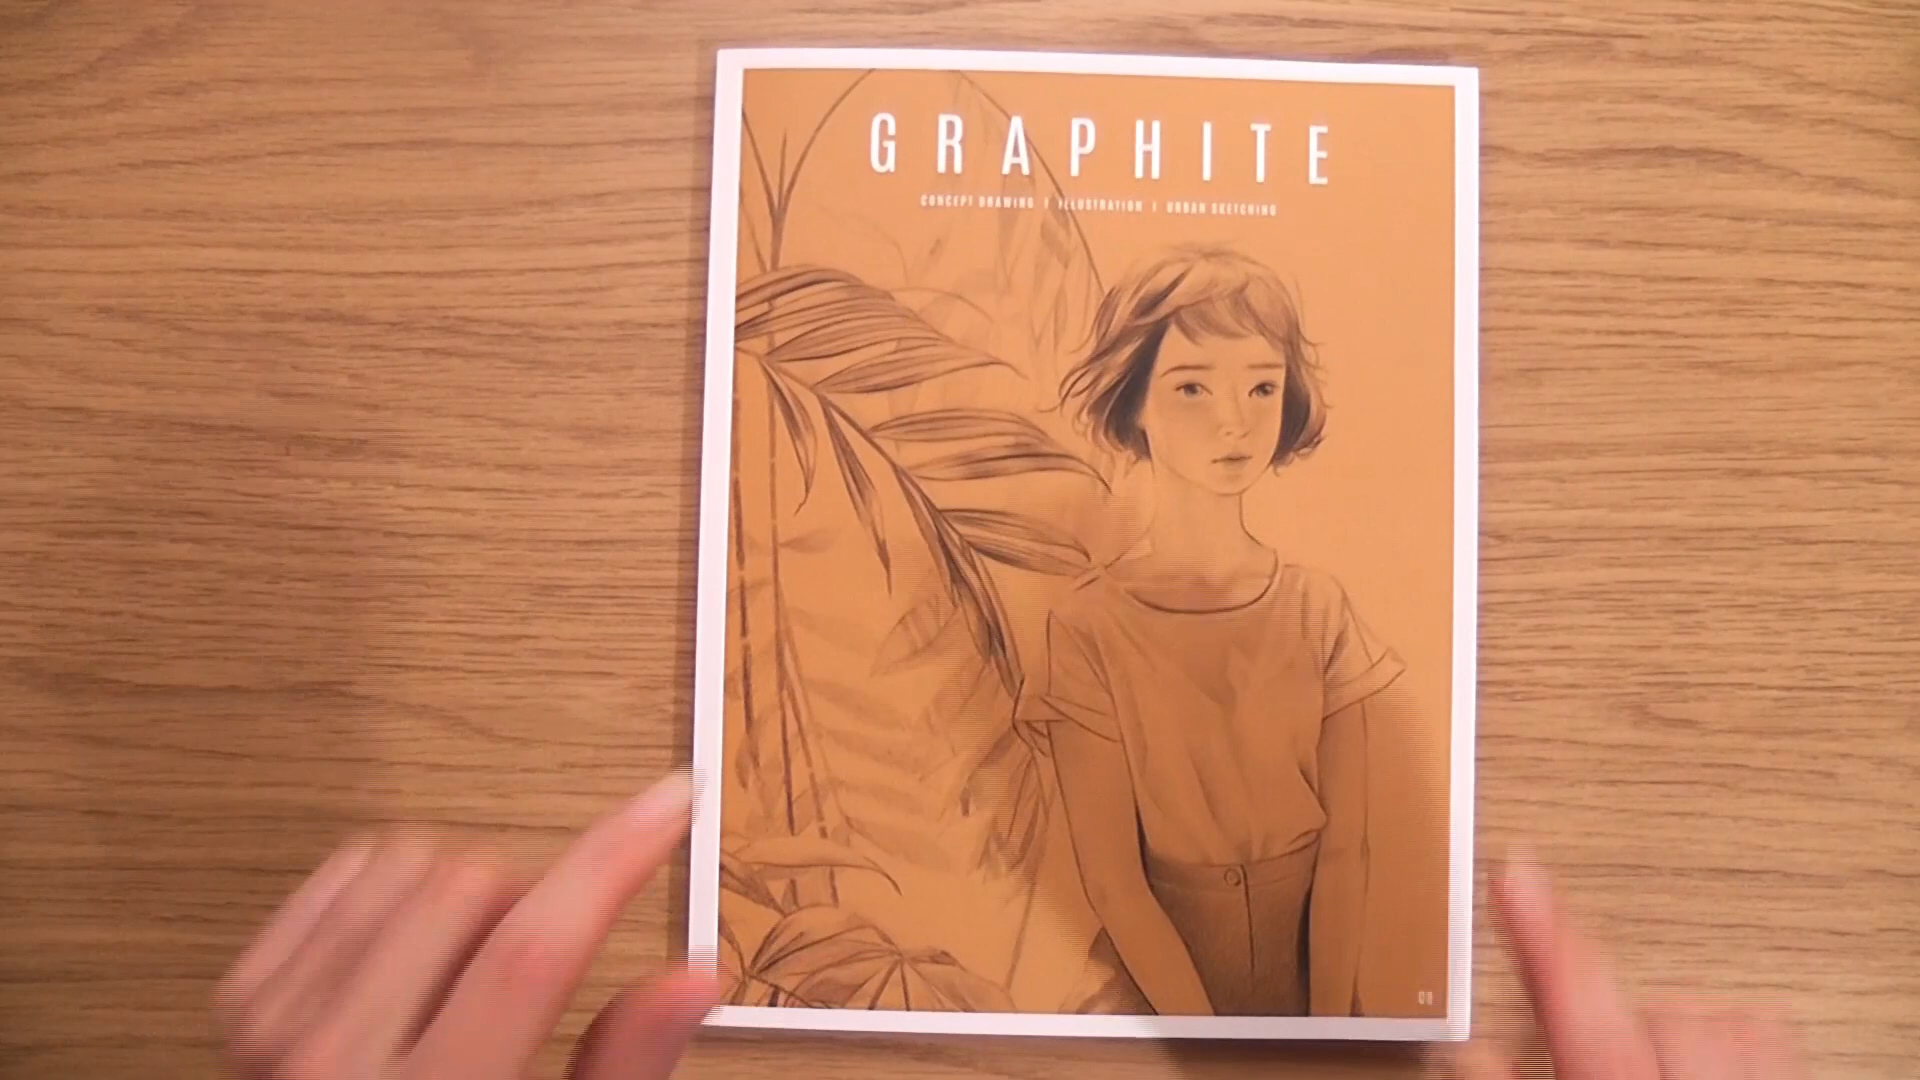 GRAPHITE
CONCEPT DRAWING | ILLUSTRATION | URBAN SKETCHING